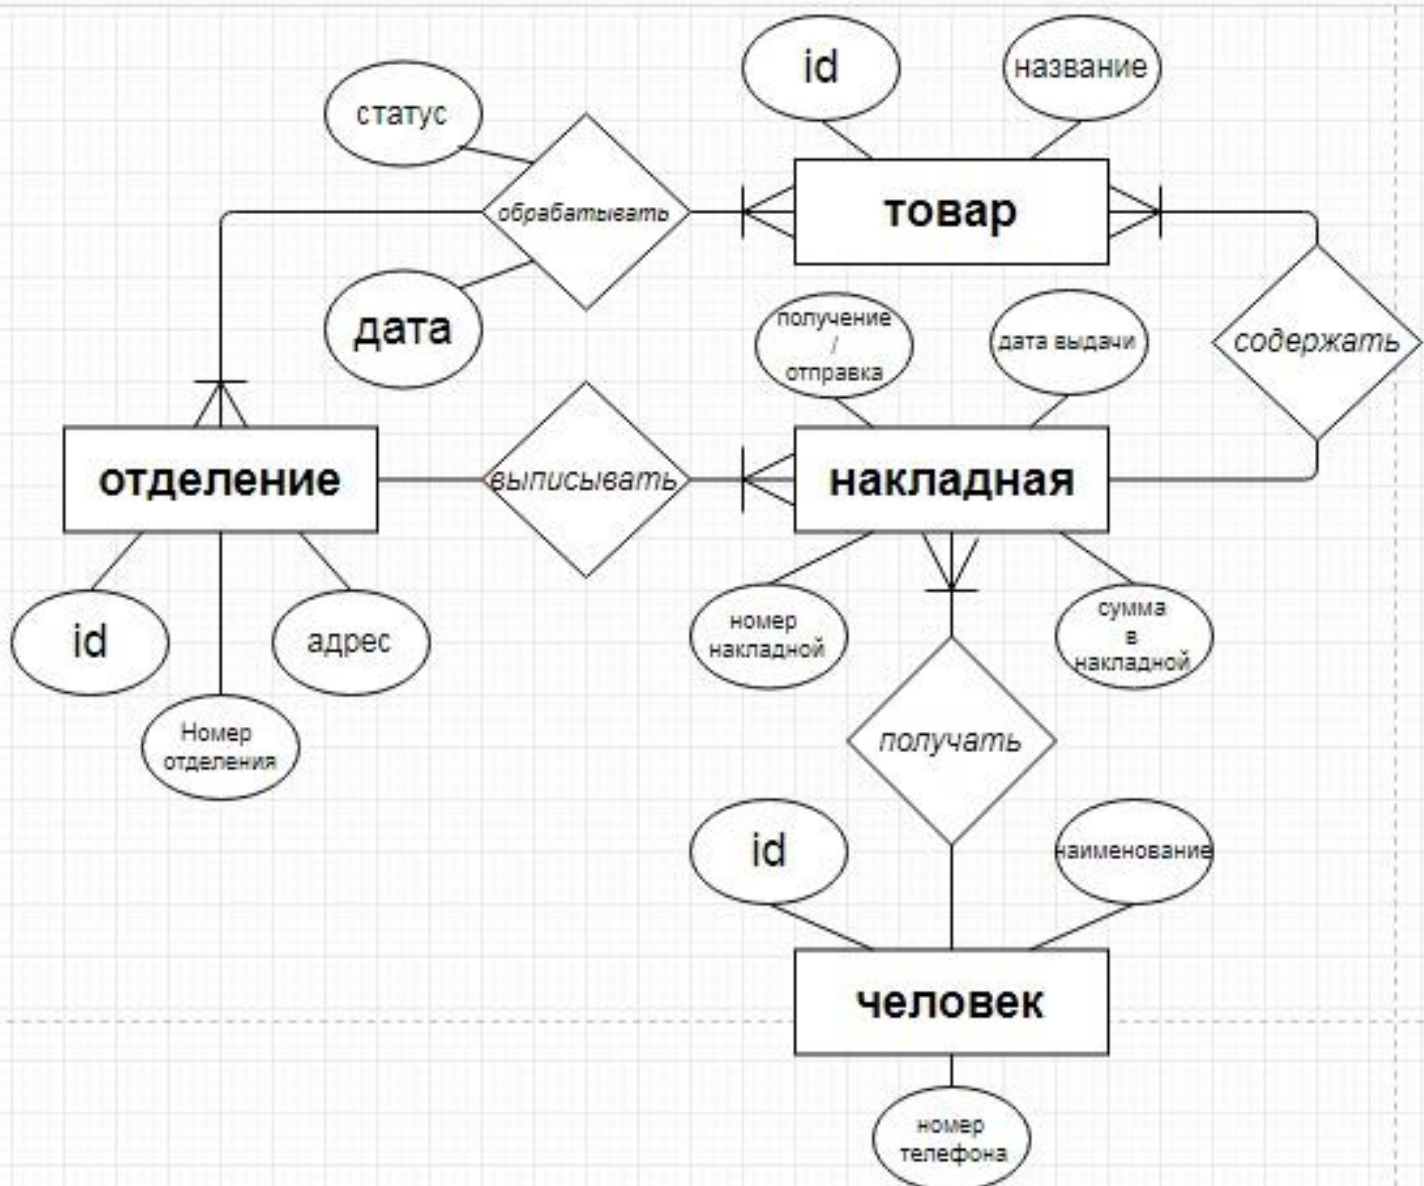 id
название
статус
обрабатывать
товар
дата
получение
/
отправка
дата выдачи
содержать
отделение
выписывать
накладная
id
адрес
номер
накладной
сумма
в
накладной
Номер
отделения
получать
id
наименование
человек
номер
телефона